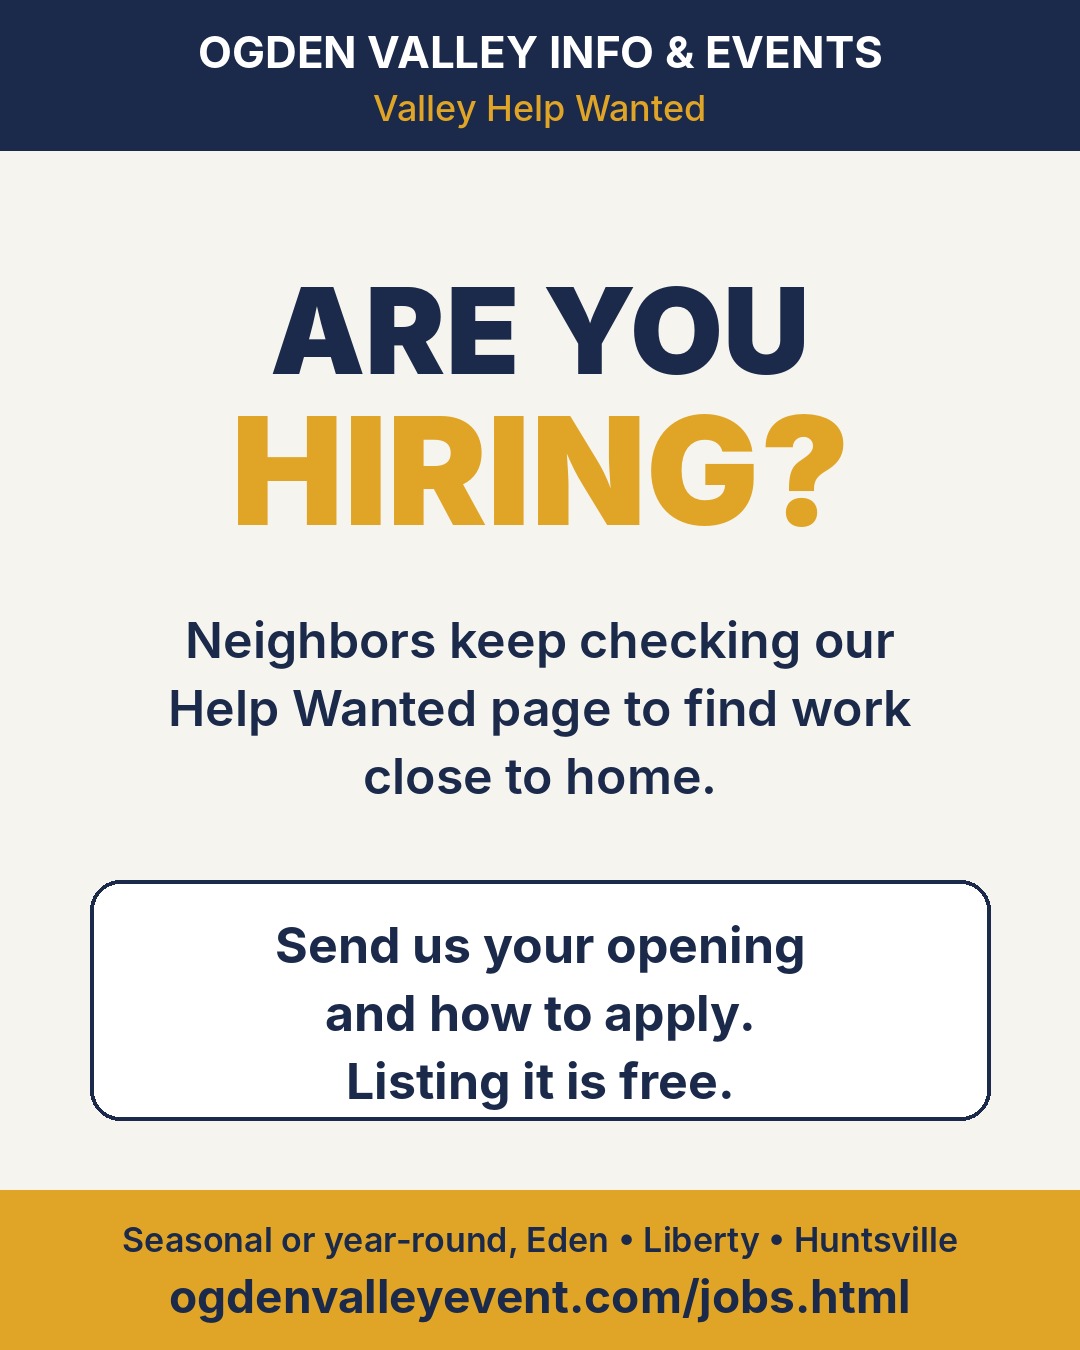 OGDEN VALLEY INFO & EVENTS
Valley Help Wanted
ARE YOU
HIRING?
Neighbors keep checking our
Help Wanted page to find work
close to home.
Send us your opening
and how to apply.
Listing it is free.
Seasonal or year-round, Eden • Liberty • Huntsville
ogdenvalleyevent.com/jobs.html